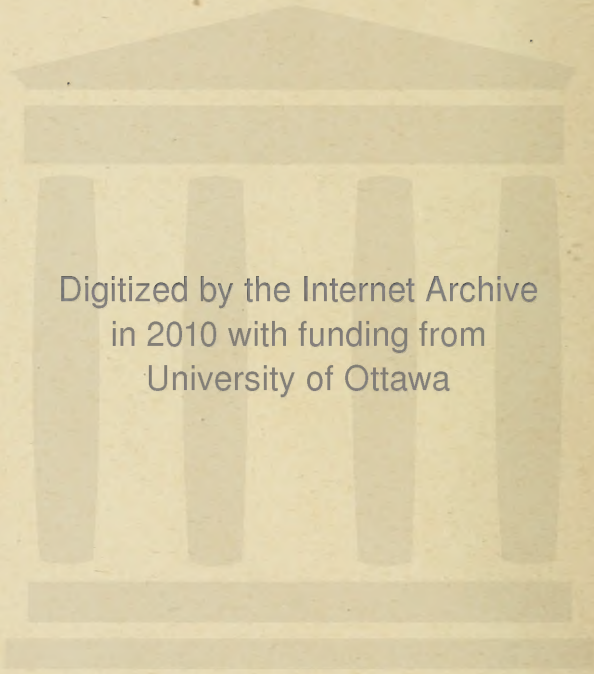 Digitized by the Internet Archive
in 2010 with funding from
University of Ottawa